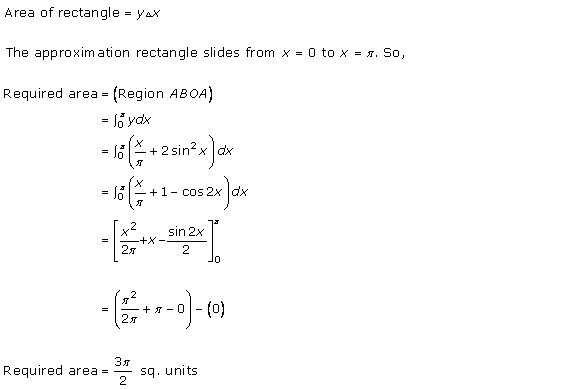 Area of rectangle = y△x
The approximation rectangle slides from x = 0 to x = π. So,
Required area = (Region ABOA)
= ∫₀^π ydx
= ∫₀^π (x/π + 2 sin² x) dx
= ∫₀^π (x/π + 1 – cos 2x) dx
= [x²/2π + x – sin 2x/2]₀^π
= (π²/2π + π – 0) – (0)
Required area = 3π/2 sq. units